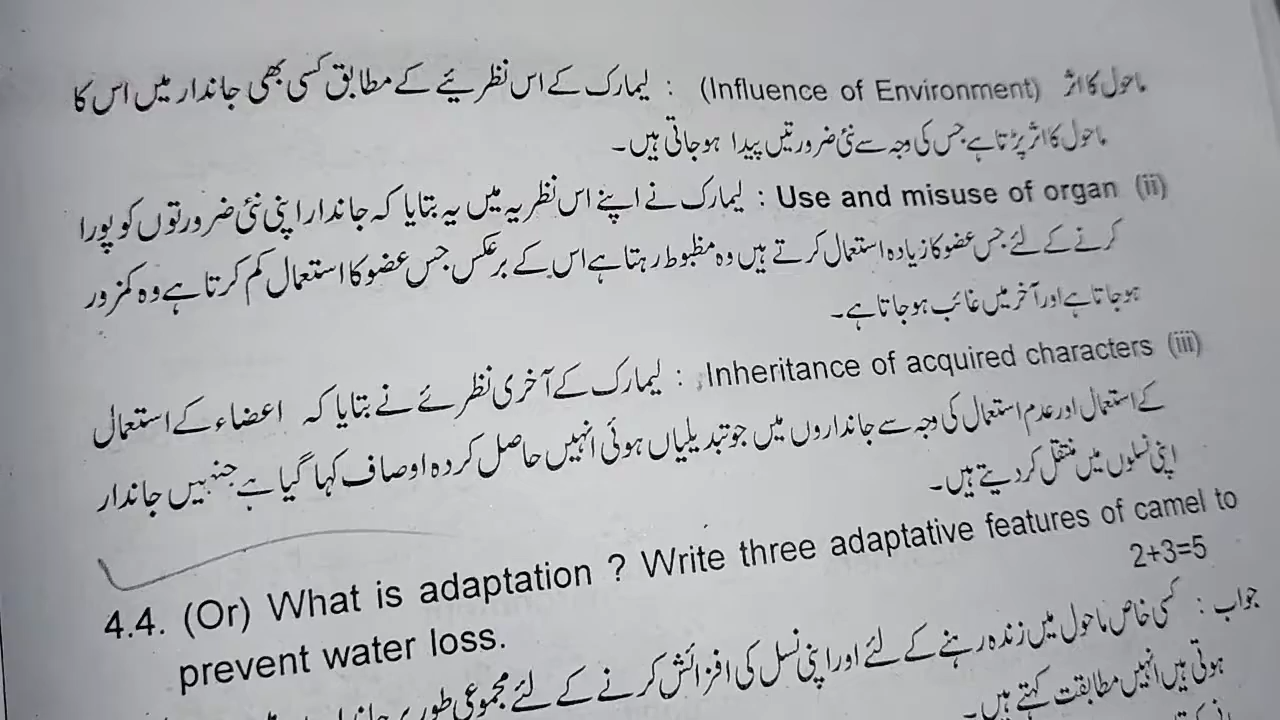 ماحول کا اثر (Influence of Environment) : لیمارک کے اس نظریئے کے مطابق کسی بھی جاندار میں اس کا
ماحول کا اثر پڑتا ہے جس کی وجہ سے نئی ضرورتیں پیدا ہوجاتی ہیں۔
(ii) Use and misuse of organ : لیمارک نے اپنے اس نظریہ میں یہ بتایا کہ جاندار اپنی نئی ضرورتوں کو پورا
کرنے کے لئے جس عضو کا زیادہ استعمال کرتے ہیں وہ مظبوط رہتا ہے اس کے برعکس جس عضو کا استعمال کم کرتا ہے وہ کمزور
ہوجاتا ہے اور آخر میں غائب ہوجاتا ہے۔
(iii) Inheritance of acquired characters : لیمارک کے آخری نظرئے نے بتایا کہ اعضاء کے استعمال
کے استعمال اور عدم استعمال کی وجہ سے جانداروں میں جو تبدیلیاں ہوئی انہیں حاصل کردہ اوصاف کہا گیا ہے جنہیں جاندار
اپنی نسلوں میں منتقل کردیتے ہیں۔
4.4. (Or) What is adaptation ? Write three adaptative features of camel to
prevent water loss. 2+3=5
جواب : کسی خاص ماحول میں زندہ رہنے کے لئے اور اپنی نسل کی افزائش کرنے کے لئے مجموعی طور پر
ہوتی ہیں انہیں مطابقت کہتے ہیں۔